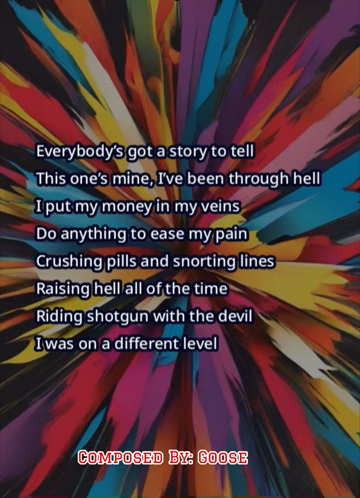 Everybody's got a story to tell
This one's mine, I've been through hell
I put my money in my veins
Do anything to ease my pain
Crushing pills and snorting lines
Raising hell all of the time
Riding shotgun with the devil
I was on a different level
Composed By: Goose